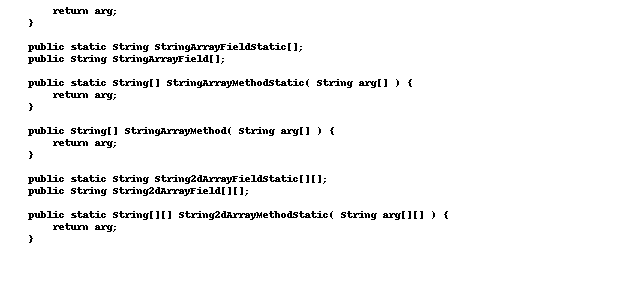 return arg;
}
public static String StringArrayFieldStatic[];
public String StringArrayField[];
public static String[] StringArrayMethodStatic( String arg[] ) {
return arg;
}
public String[] StringArrayMethod( String arg[] ) {
return arg;
}
public static String String2dArrayFieldStatic[][];
public String String2dArrayField[][];
public static String[][] String2dArrayMethodStatic( String arg[][] ) {
return arg;
}